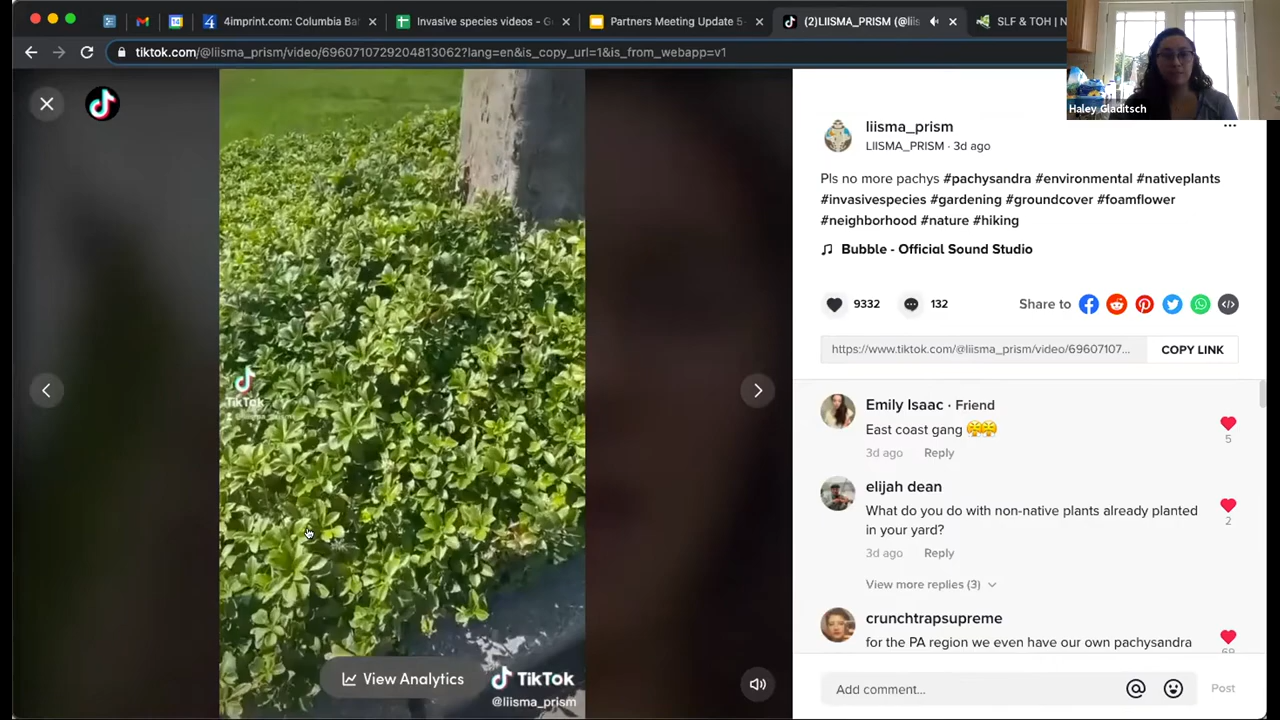 4imprint.com: Columbia Ba
Invasive species videos - G
Partners Meeting Update 5-
(2)LIISMA_PRISM (@liis
SLF & TOH | N
tiktok.com/@liisma_prism/video/6960710729204813062?lang=en&is_copy_url=1&is_from_webapp=v1
Haley Gladitsch
liisma_prism
LIISMA_PRISM · 3d ago
Pls no more pachys #pachysandra #environmental #nativeplants
#invasivespecies #gardening #groundcover #foamflower
#neighborhood #nature #hiking
Bubble - Official Sound Studio
9332
132
Share to
https://www.tiktok.com/@liisma_prism/video/69607107...
COPY LINK
Emily Isaac · Friend
East coast gang
3d ago
Reply
5
elijah dean
What do you do with non-native plants already planted
in your yard?
2
3d ago
Reply
View more replies (3)
crunchtrapsupreme
for the PA region we even have our own pachysandra
TikTok
View Analytics
TikTok
@liisma_prism
Add comment...
Post